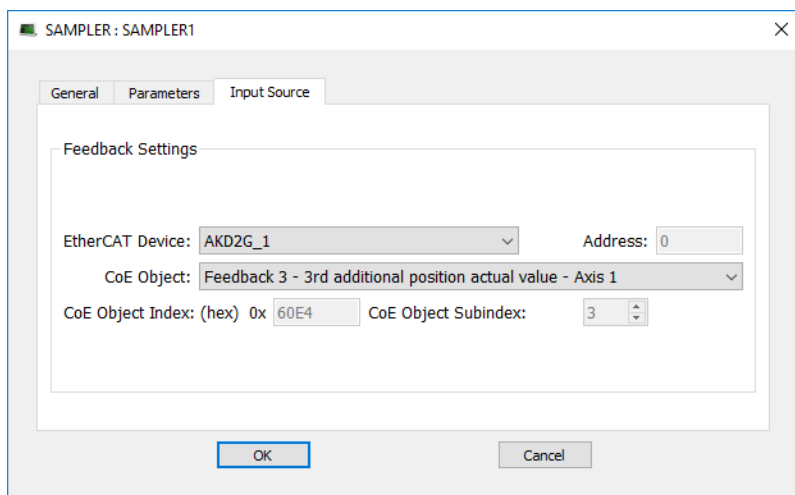 SAMPLER : SAMPLER1
General Parameters Input Source
Feedback Settings
EtherCAT Device: AKD2G_1 Address: 0
CoE Object: Feedback 3 - 3rd additional position actual value - Axis 1
CoE Object Index: (hex) 0x 60E4 CoE Object Subindex: 3
OK Cancel